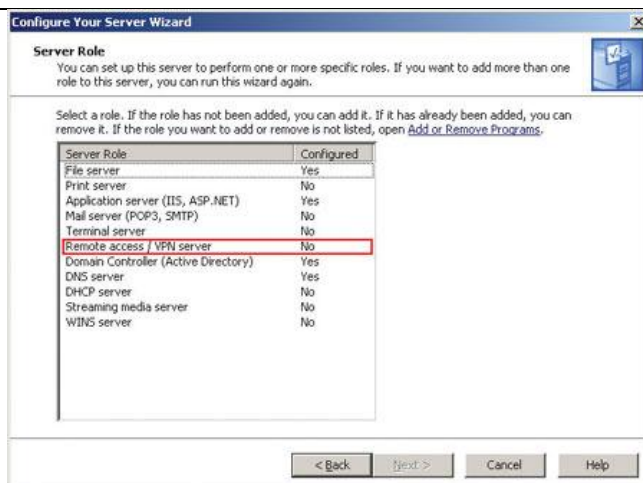 Configure Your Server Wizard
Server Role
You can set up this server to perform one or more specific roles. If you want to add more than one
role to this server, you can run this wizard again.
Select a role. If the role has not been added, you can add it. If it has already been added, you can
remove it. If the role you want to add or remove is not listed, open Add or Remove Programs.
Server Role Configured
File server Yes
Print server No
Application server (IIS, ASP.NET) Yes
Mail server (POP3, SMTP) No
Terminal server No
Remote access / VPN server No
Domain Controller (Active Directory) Yes
DNS server Yes
DHCP server No
Streaming media server No
WINS server No
< Back Next > Cancel Help